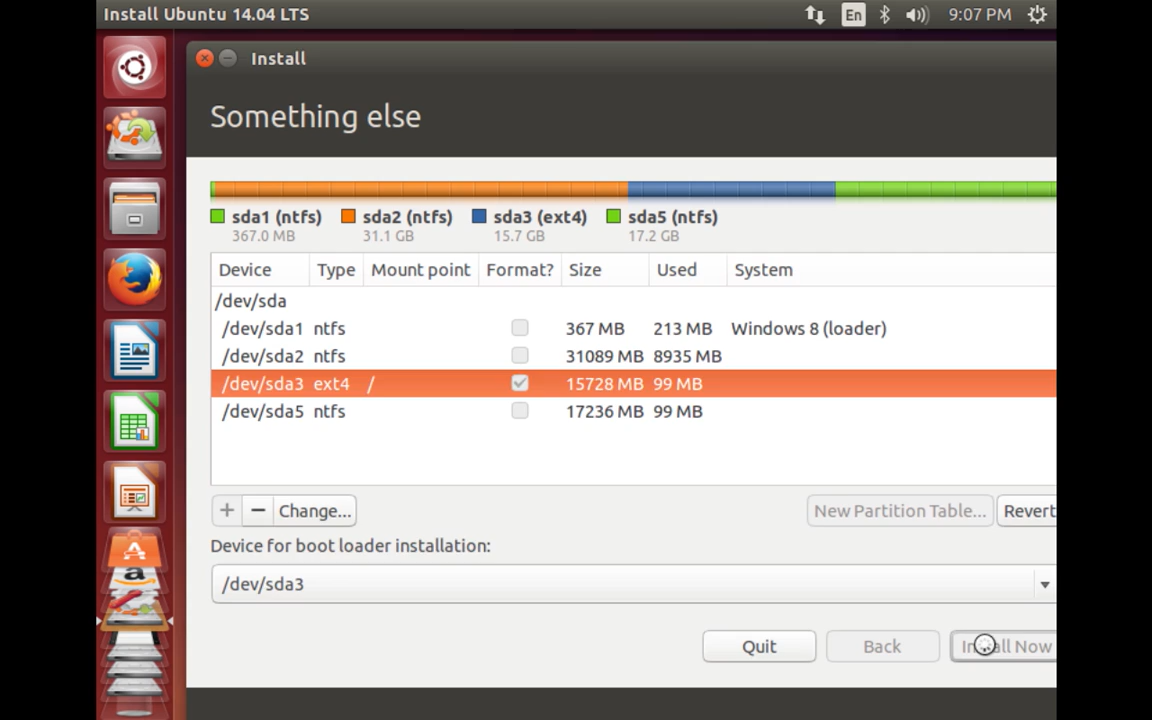 Install Ubuntu 14.04 LTS
En
9:07 PM
Install
Something else
sda1 (ntfs) sda2 (ntfs) sda3 (ext4) sda5 (ntfs)
367.0 MB 31.1 GB 15.7 GB 17.2 GB
Device Type Mount point Format? Size Used System
/dev/sda
/dev/sda1 ntfs 367 MB 213 MB Windows 8 (loader)
/dev/sda2 ntfs 31089 MB 8935 MB
/dev/sda3 ext4 / 15728 MB 99 MB
/dev/sda5 ntfs 17236 MB 99 MB
+ − Change... New Partition Table... Revert
Device for boot loader installation:
/dev/sda3
Quit Back Install Now